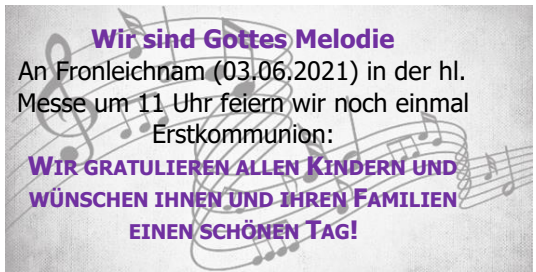 Wir sind Gottes Melodie
An Fronleichnam (03.06.2021) in der hl.
Messe um 11 Uhr feiern wir noch einmal
Erstkommunion:
WIR GRATULIEREN ALLEN KINDERN UND
WÜNSCHEN IHNEN UND IHREN FAMILIEN
EINEN SCHÖNEN TAG!